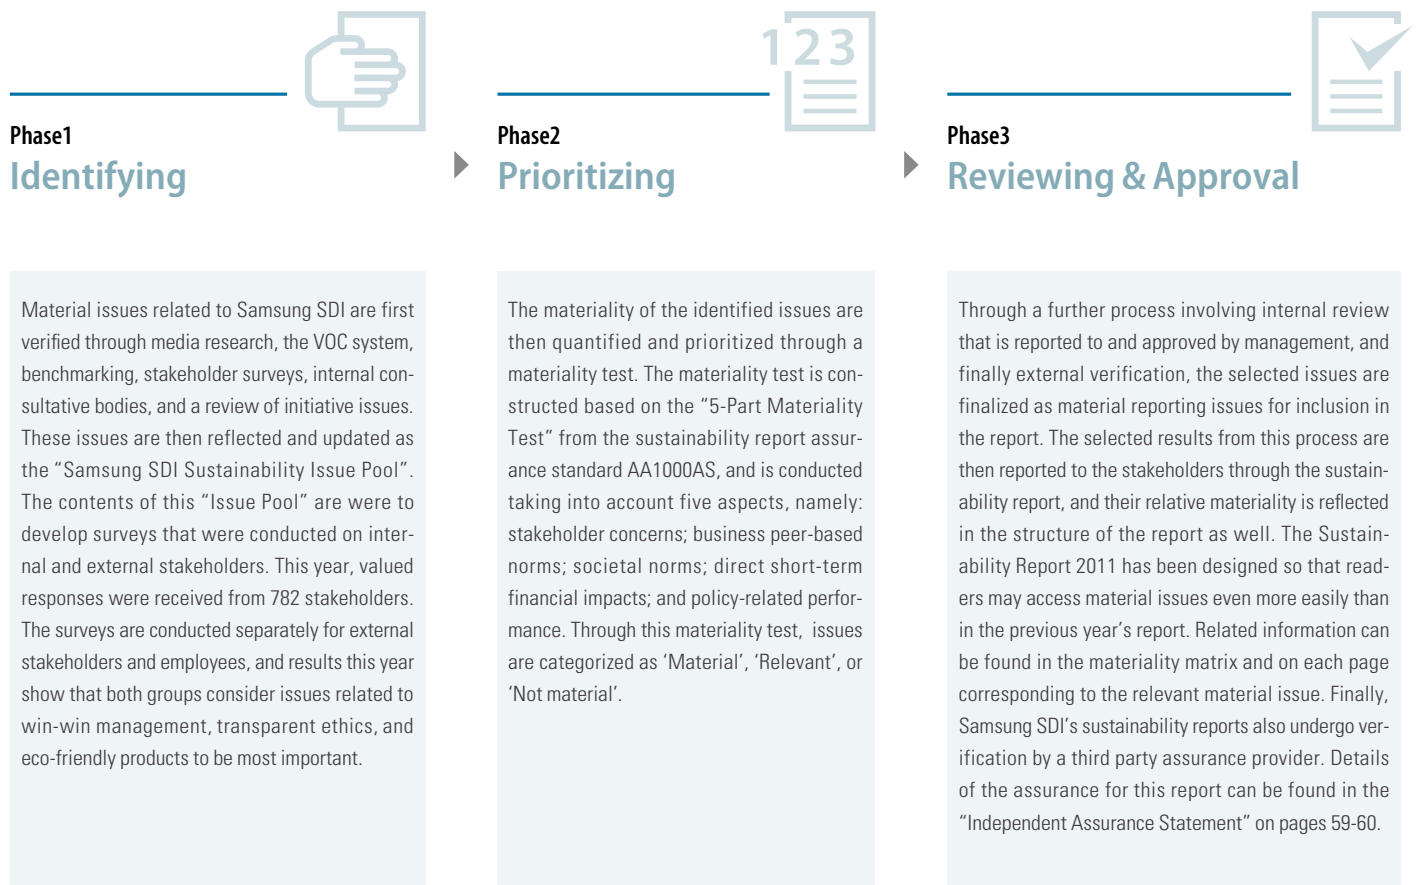 Phase1
Identifying
Material issues related to Samsung SDI are first
verified through media research, the VOC system,
benchmarking, stakeholder surveys, internal con-
sultative bodies, and a review of initiative issues.
These issues are then reflected and updated as
the “Samsung SDI Sustainability Issue Pool”.
The contents of this “Issue Pool” are were to
develop surveys that were conducted on inter-
nal and external stakeholders. This year, valued
responses were received from 782 stakeholders.
The surveys are conducted separately for external
stakeholders and employees, and results this year
show that both groups consider issues related to
win-win management, transparent ethics, and
eco-friendly products to be most important.
123
Phase2
Prioritizing
The materiality of the identified issues are
then quantified and prioritized through a
materiality test. The materiality test is con-
structed based on the “5-Part Materiality
Test” from the sustainability report assur-
ance standard AA1000AS, and is conducted
taking into account five aspects, namely:
stakeholder concerns; business peer-based
norms; societal norms; direct short-term
financial impacts; and policy-related perfor-
mance. Through this materiality test, issues
are categorized as ‘Material’, ‘Relevant’, or
‘Not material’.
Phase3
Reviewing & Approval
Through a further process involving internal review
that is reported to and approved by management, and
finally external verification, the selected issues are
finalized as material reporting issues for inclusion in
the report. The selected results from this process are
then reported to the stakeholders through the sustain-
ability report, and their relative materiality is reflected
in the structure of the report as well. The Sustain-
ability Report 2011 has been designed so that read-
ers may access material issues even more easily than
in the previous year’s report. Related information can
be found in the materiality matrix and on each page
corresponding to the relevant material issue. Finally,
Samsung SDI’s sustainability reports also undergo ver-
ification by a third party assurance provider. Details
of the assurance for this report can be found in the
“Independent Assurance Statement” on pages 59-60.